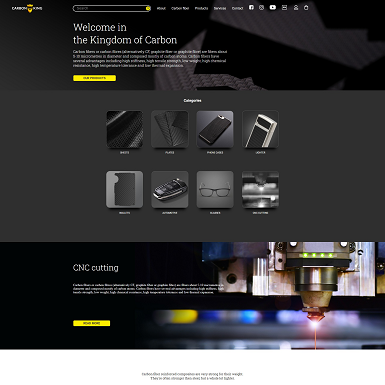 CARBON KING
Search
About
Carbon fiber
Products
Services
Contact
Welcome in
the Kingdom of Carbon
Carbon fibers or carbon fibres (alternatively CF, graphite fiber or graphite fibre) are fibers about
5-10 micrometres in diameter and composed mostly of carbon atoms. Carbon fibers have
several advantages including high stiffness, high tensile strength, low weight, high chemical
resistance, high temperature tolerance and low thermal expansion.
OUR PRODUCTS
Categories
SHEETS
PLATES
PHONE CASES
LIGHTER
WALLETS
AUTOMOTIVE
GLASSES
CNC CUTTING
CNC cutting
Carbon fibers or carbon fibres (alternatively CF, graphite fiber or graphite fibre) are fibers about 5-10 micrometres in
diameter and composed mostly of carbon atoms. Carbon fibers have several advantages including high stiffness, high
tensile strength, low weight, high chemical resistance, high temperature tolerance and low thermal expansion.
READ MORE
Carbon fiber reinforced composites are very strong for their weight.
They're often stronger than steel, but a whole lot lighter.